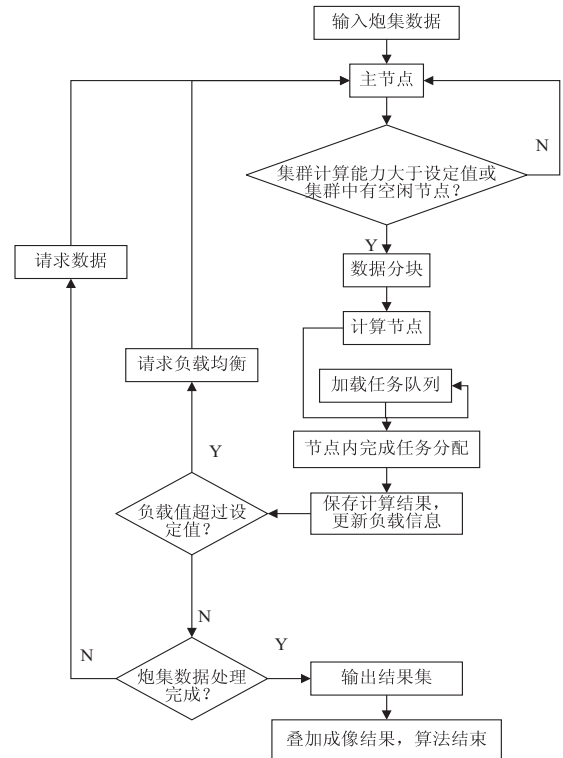 输入炮集数据
主节点
N
集群计算能力大于设定值或
集群中有空闲节点？
Y
数据分块
请求数据
计算节点
请求负载均衡
加载任务队列
节点内完成任务分配
Y
保存计算结果，
更新负载信息
负载值超过设
定值？
N
N
Y
炮集数据处理
完成？
输出结果集
叠加成像结果，算法结束